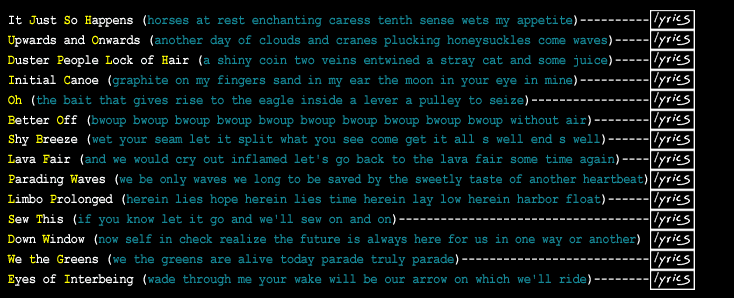 It Just So Happens (horses at rest enchanting caress tenth sense wets my appetite)---------- lyrics
Upwards and Onwards (another day of clouds and cranes plucking honeysuckles come waves)----- lyrics
Duster People Lock of Hair (a shiny coin two veins entwined a stray cat and some juice)----- lyrics
Initial Canoe (graphite on my fingers sand in my ear the moon in your eye in mine)---------- lyrics
Oh (the bait that gives rise to the eagle inside a lever a pulley to seize)----------------- lyrics
Better Off (bwoup bwoup bwoup bwoup bwoup bwoup bwoup bwoup bwoup bwoup without air)-------- lyrics
Shy Breeze (wet your seam let it split what you see come get it all s well end s well)------ lyrics
Lava Fair (and we would cry out inflamed let's go back to the lava fair some time again)---- lyrics
Parading Waves (we be only waves we long to be saved by the sweetly taste of another heartbeat) lyrics
Limbo Prolonged (herein lies hope herein lies time herein lay low herein harbor float)------ lyrics
Sew This (if you know let it go and we'll sew on and on)------------------------------------ lyrics
Down Window (now self in check realize the future is always here for us in one way or another) lyrics
We the Greens (we the greens are alive today parade truly parade)--------------------------- lyrics
Eyes of Interbeing (wade through me your wake will be our arrow on which we'll ride)-------- lyrics